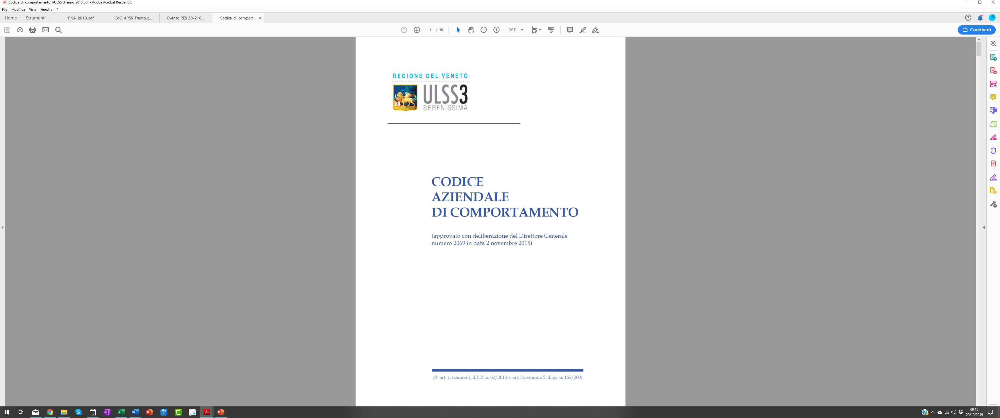 Codice_di_comportamento_AULSS_3_anno_2018.pdf - Adobe Acrobat Reader DC
File Modifica Vista Finestra ?
Home Strumenti PNA_2018.pdf CdC_APSS_Trento.p... Evento RES 30-218... Codice_di_comport... ×
1 / 36 102% Condividi
REGIONE DEL VENETO
ULSS3
SERENISSIMA
CODICE
AZIENDALE
DI COMPORTAMENTO
(approvato con deliberazione del Direttore Generale
numero 2069 in data 2 novembre 2018)
cfr art. 1, comma 2, d.P.R. n. 62/2013; e art. 54, comma 5, d.lgs. n. 165/2001
09:15
20/10/2019